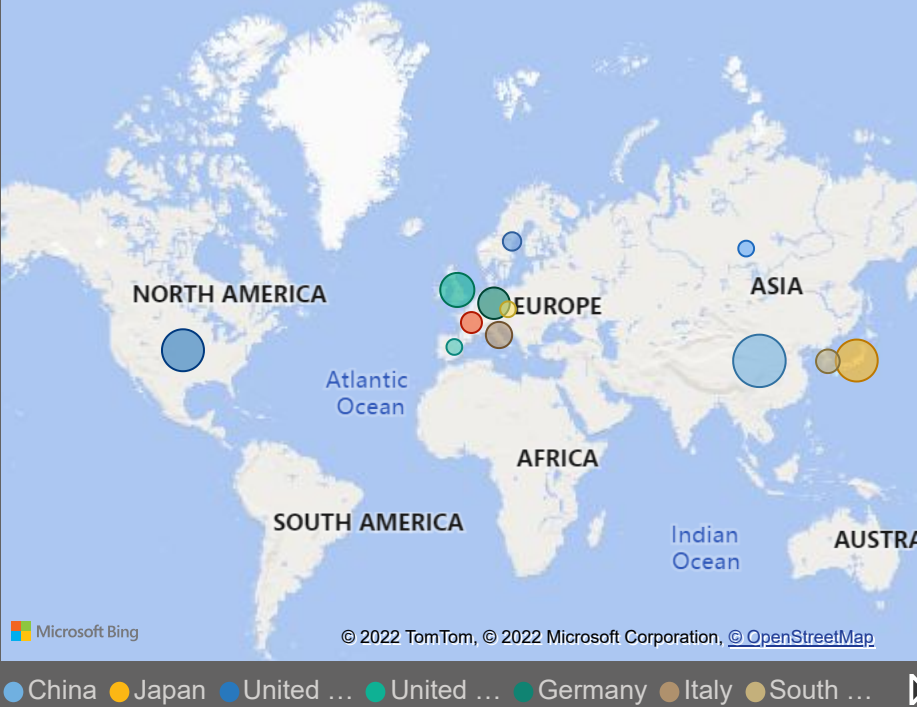 NORTH AMERICA
ASIA
EUROPE
Atlantic
Ocean
AFRICA
SOUTH AMERICA
Indian
Ocean
AUSTRA
Microsoft Bing
© 2022 TomTom, © 2022 Microsoft Corporation, © OpenStreetMap
China Japan United ... United ... Germany Italy South ...